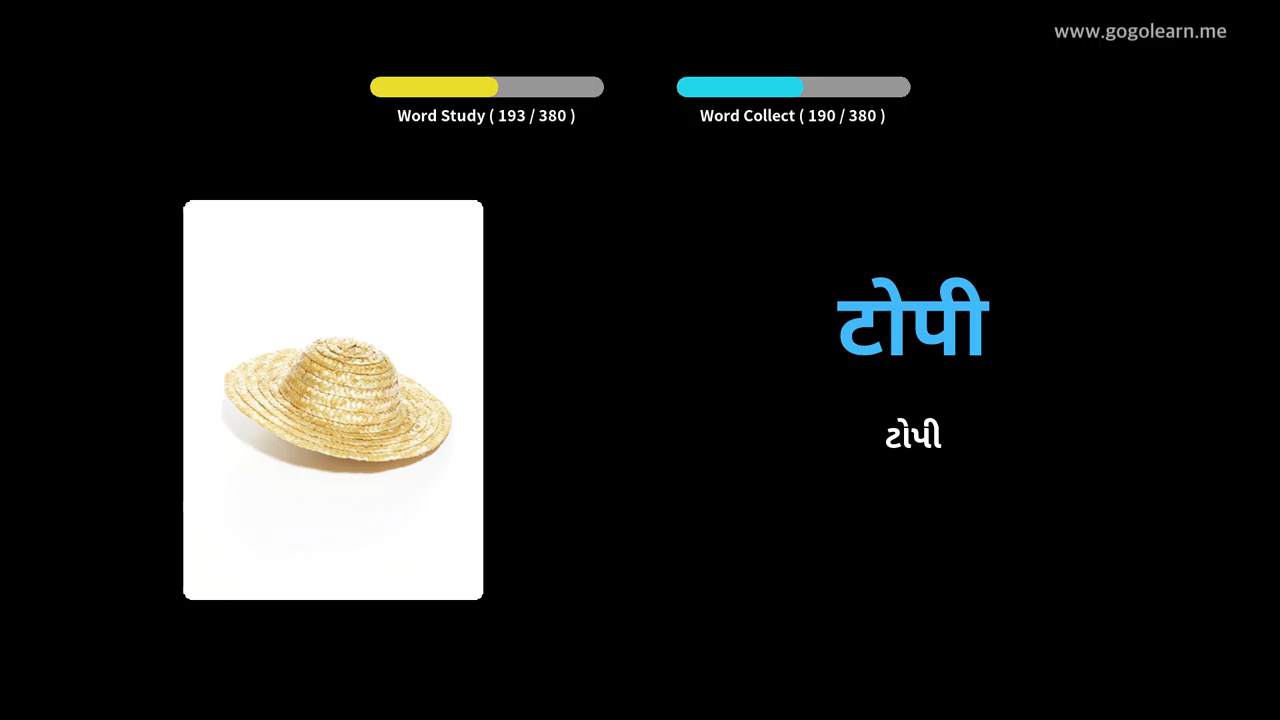 www.gogolearn.me
Word Study ( 193 / 380 )
Word Collect ( 190 / 380 )
टोपी
ટોપી